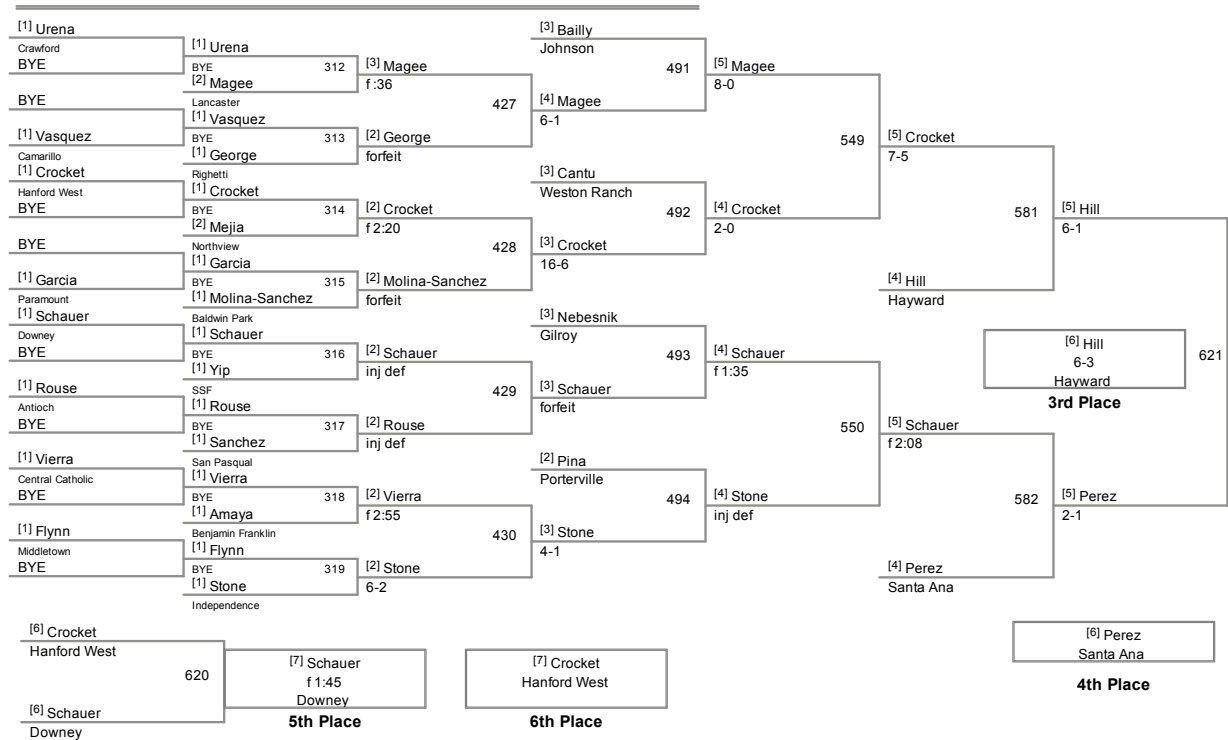 [1] Urena
Crawford
BYE
BYE
[1] Vasquez
Camarillo
[1] Crocket
Hanford West
BYE
BYE
[1] Garcia
Paramount
[1] Schauer
Downey
BYE
[1] Rouse
Antioch
BYE
[1] Vierra
Central Catholic
BYE
[1] Flynn
Middletown
BYE
[1] Urena
BYE 312
[2] Magee
Lancaster
[1] Vasquez
BYE 313
[1] George
Righetti
[1] Crocket
BYE 314
[2] Mejia
Northview
[1] Garcia
BYE 315
[1] Molina-Sanchez
Baldwin Park
[1] Schauer
BYE 316
[1] Yip
SSF
[1] Rouse
BYE 317
[1] Sanchez
San Pasqual
[1] Vierra
BYE 318
[1] Amaya
Benjamin Franklin
[1] Flynn
BYE 319
[1] Stone
Independence
[3] Magee
f :36
427
[2] George
forfeit
[2] Crocket
f 2:20
428
[2] Molina-Sanchez
forfeit
[2] Schauer
inj def
429
[2] Rouse
inj def
[2] Vierra
f 2:55
430
[2] Stone
6-2
[3] Bailly
Johnson
491
[4] Magee
6-1
[3] Cantu
Weston Ranch
492
[3] Crocket
16-6
[3] Nebesnik
Gilroy
493
[3] Schauer
forfeit
[2] Pina
Porterville
494
[3] Stone
4-1
[5] Magee
8-0
549
[4] Crocket
2-0
[4] Schauer
f 1:35
550
[4] Stone
inj def
[5] Crocket
7-5
581
[4] Hill
Hayward
[5] Schauer
f 2:08
582
[4] Perez
Santa Ana
[5] Hill
6-1
621
[5] Perez
2-1
[6] Hill
6-3
Hayward
3rd Place
[6] Crocket
Hanford West
620
[6] Schauer
Downey
[7] Schauer
f 1:45
Downey
5th Place
[7] Crocket
Hanford West
6th Place
[6] Perez
Santa Ana
4th Place